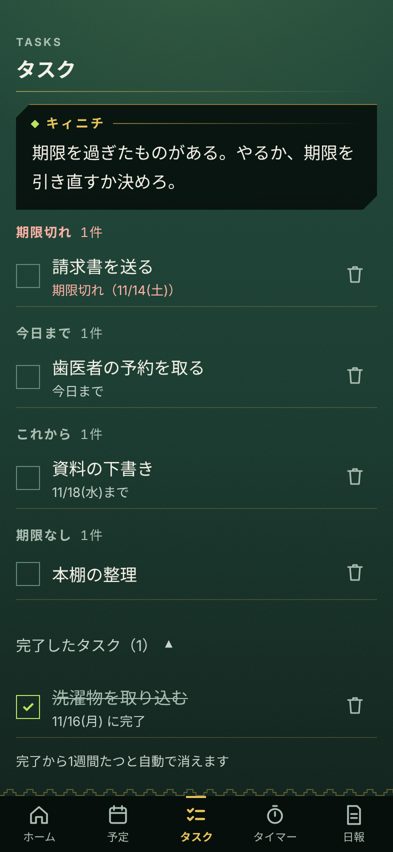 TASKS
タスク
キィニチ
期限を過ぎたものがある。やるか、期限を
引き直すか決めろ。
期限切れ 1件
請求書を送る
期限切れ（11/14(土)）
今日まで 1件
歯医者の予約を取る
今日まで
これから 1件
資料の下書き
11/18(水)まで
期限なし 1件
本棚の整理
完了したタスク（1） ▲
洗濯物を取り込む
11/16(月) に完了
完了から1週間たつと自動で消えます
ホーム 予定 タスク タイマー 日報